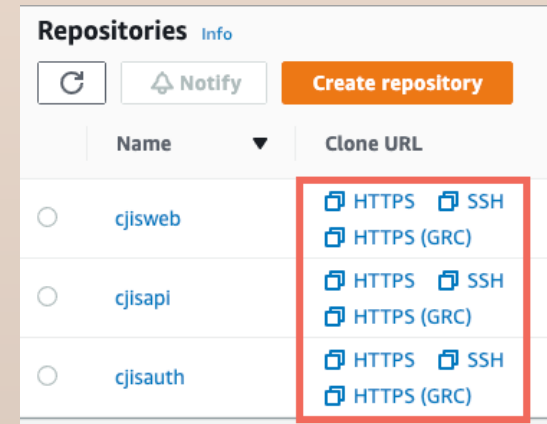 Repositories Info
Notify Create repository
Name Clone URL
cjisweb
HTTPS SSH
HTTPS (GRC)
cjisapi
HTTPS SSH
HTTPS (GRC)
cjisauth
HTTPS SSH
HTTPS (GRC)